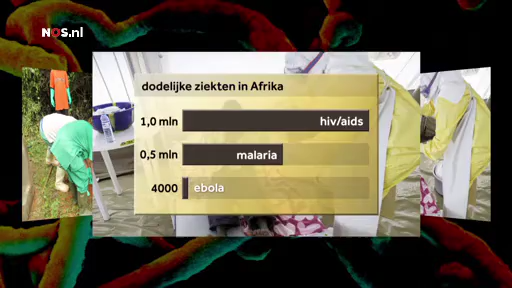 NOS.nl
dodelijke ziekten in Afrika
1,0 mln hiv/aids
0,5 mln malaria
4000 ebola